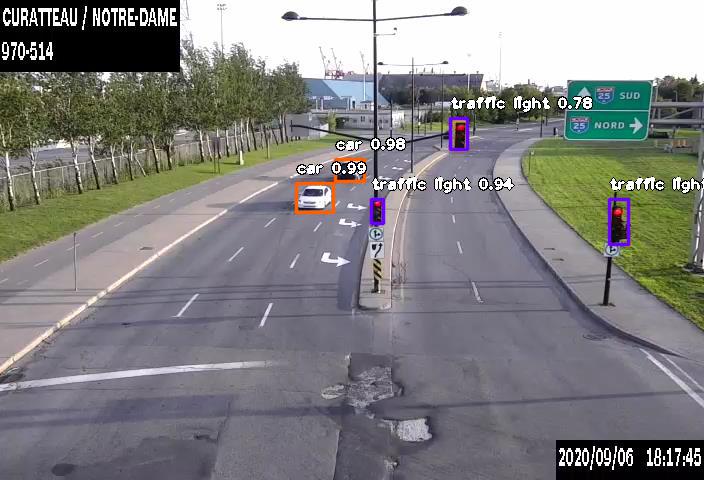 CURATTEAU / NOTRE-DAME
970-514
25 SUD
25 NORD
traffic light 0.78
car 0.98
car 0.99
traffic light 0.94
traffic light
2020/09/06 18:17:45